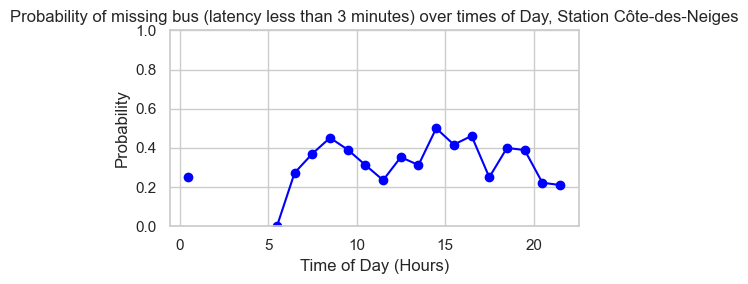 Probability of missing bus (latency less than 3 minutes) over times of Day, Station Côte-des-Neiges
1.0
0.8
0.6
0.4
0.2
0.0
Probability
0 5 10 15 20
Time of Day (Hours)